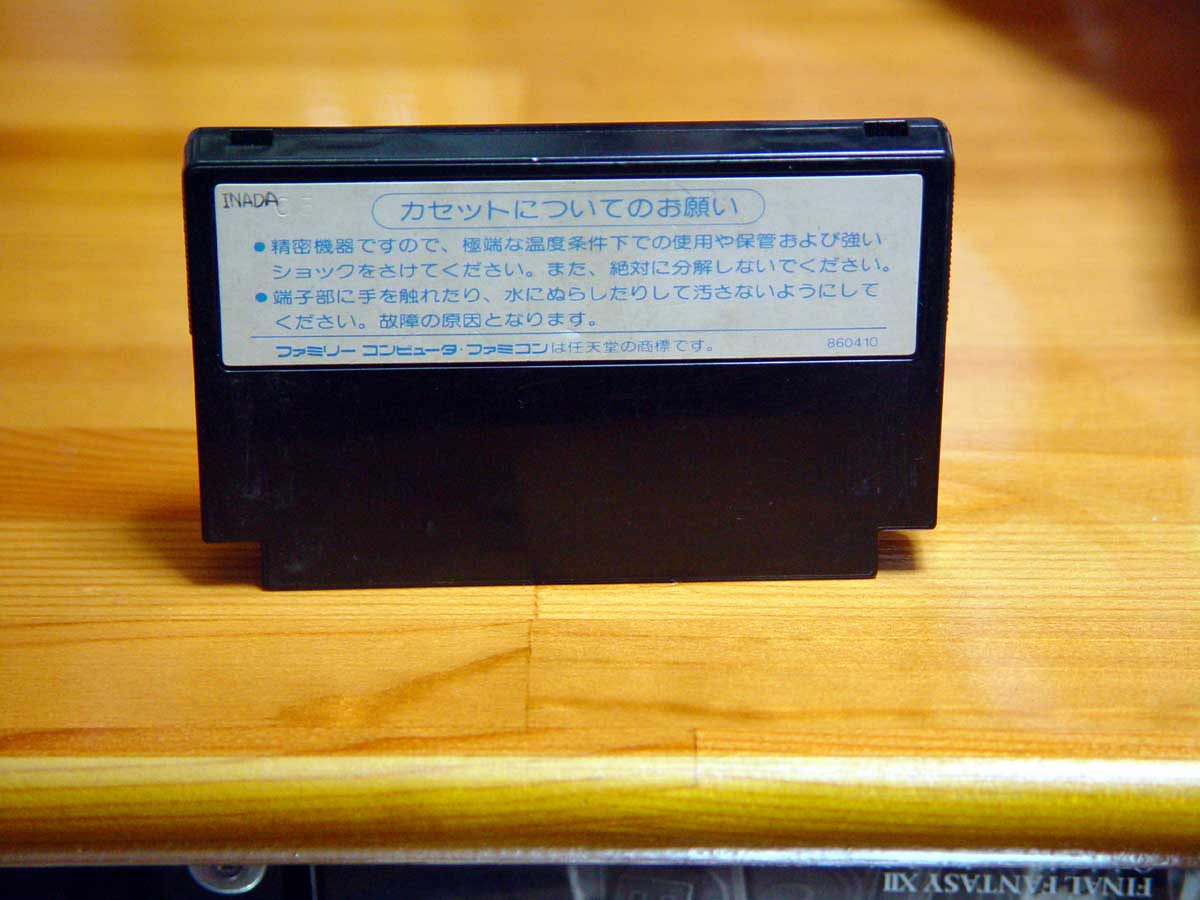 INADA
カセットについてのお願い
●精密機器ですので、極端な温度条件下での使用や保管および強い
ショックをさけてください。また、絶対に分解しないでください。
●端子部に手を触れたり、水にぬらしたりして汚さないようにして
ください。故障の原因となります。
ファミリー コンピュータ・ファミコンは任天堂の商標です。 860410
FINAL FANTASY XII